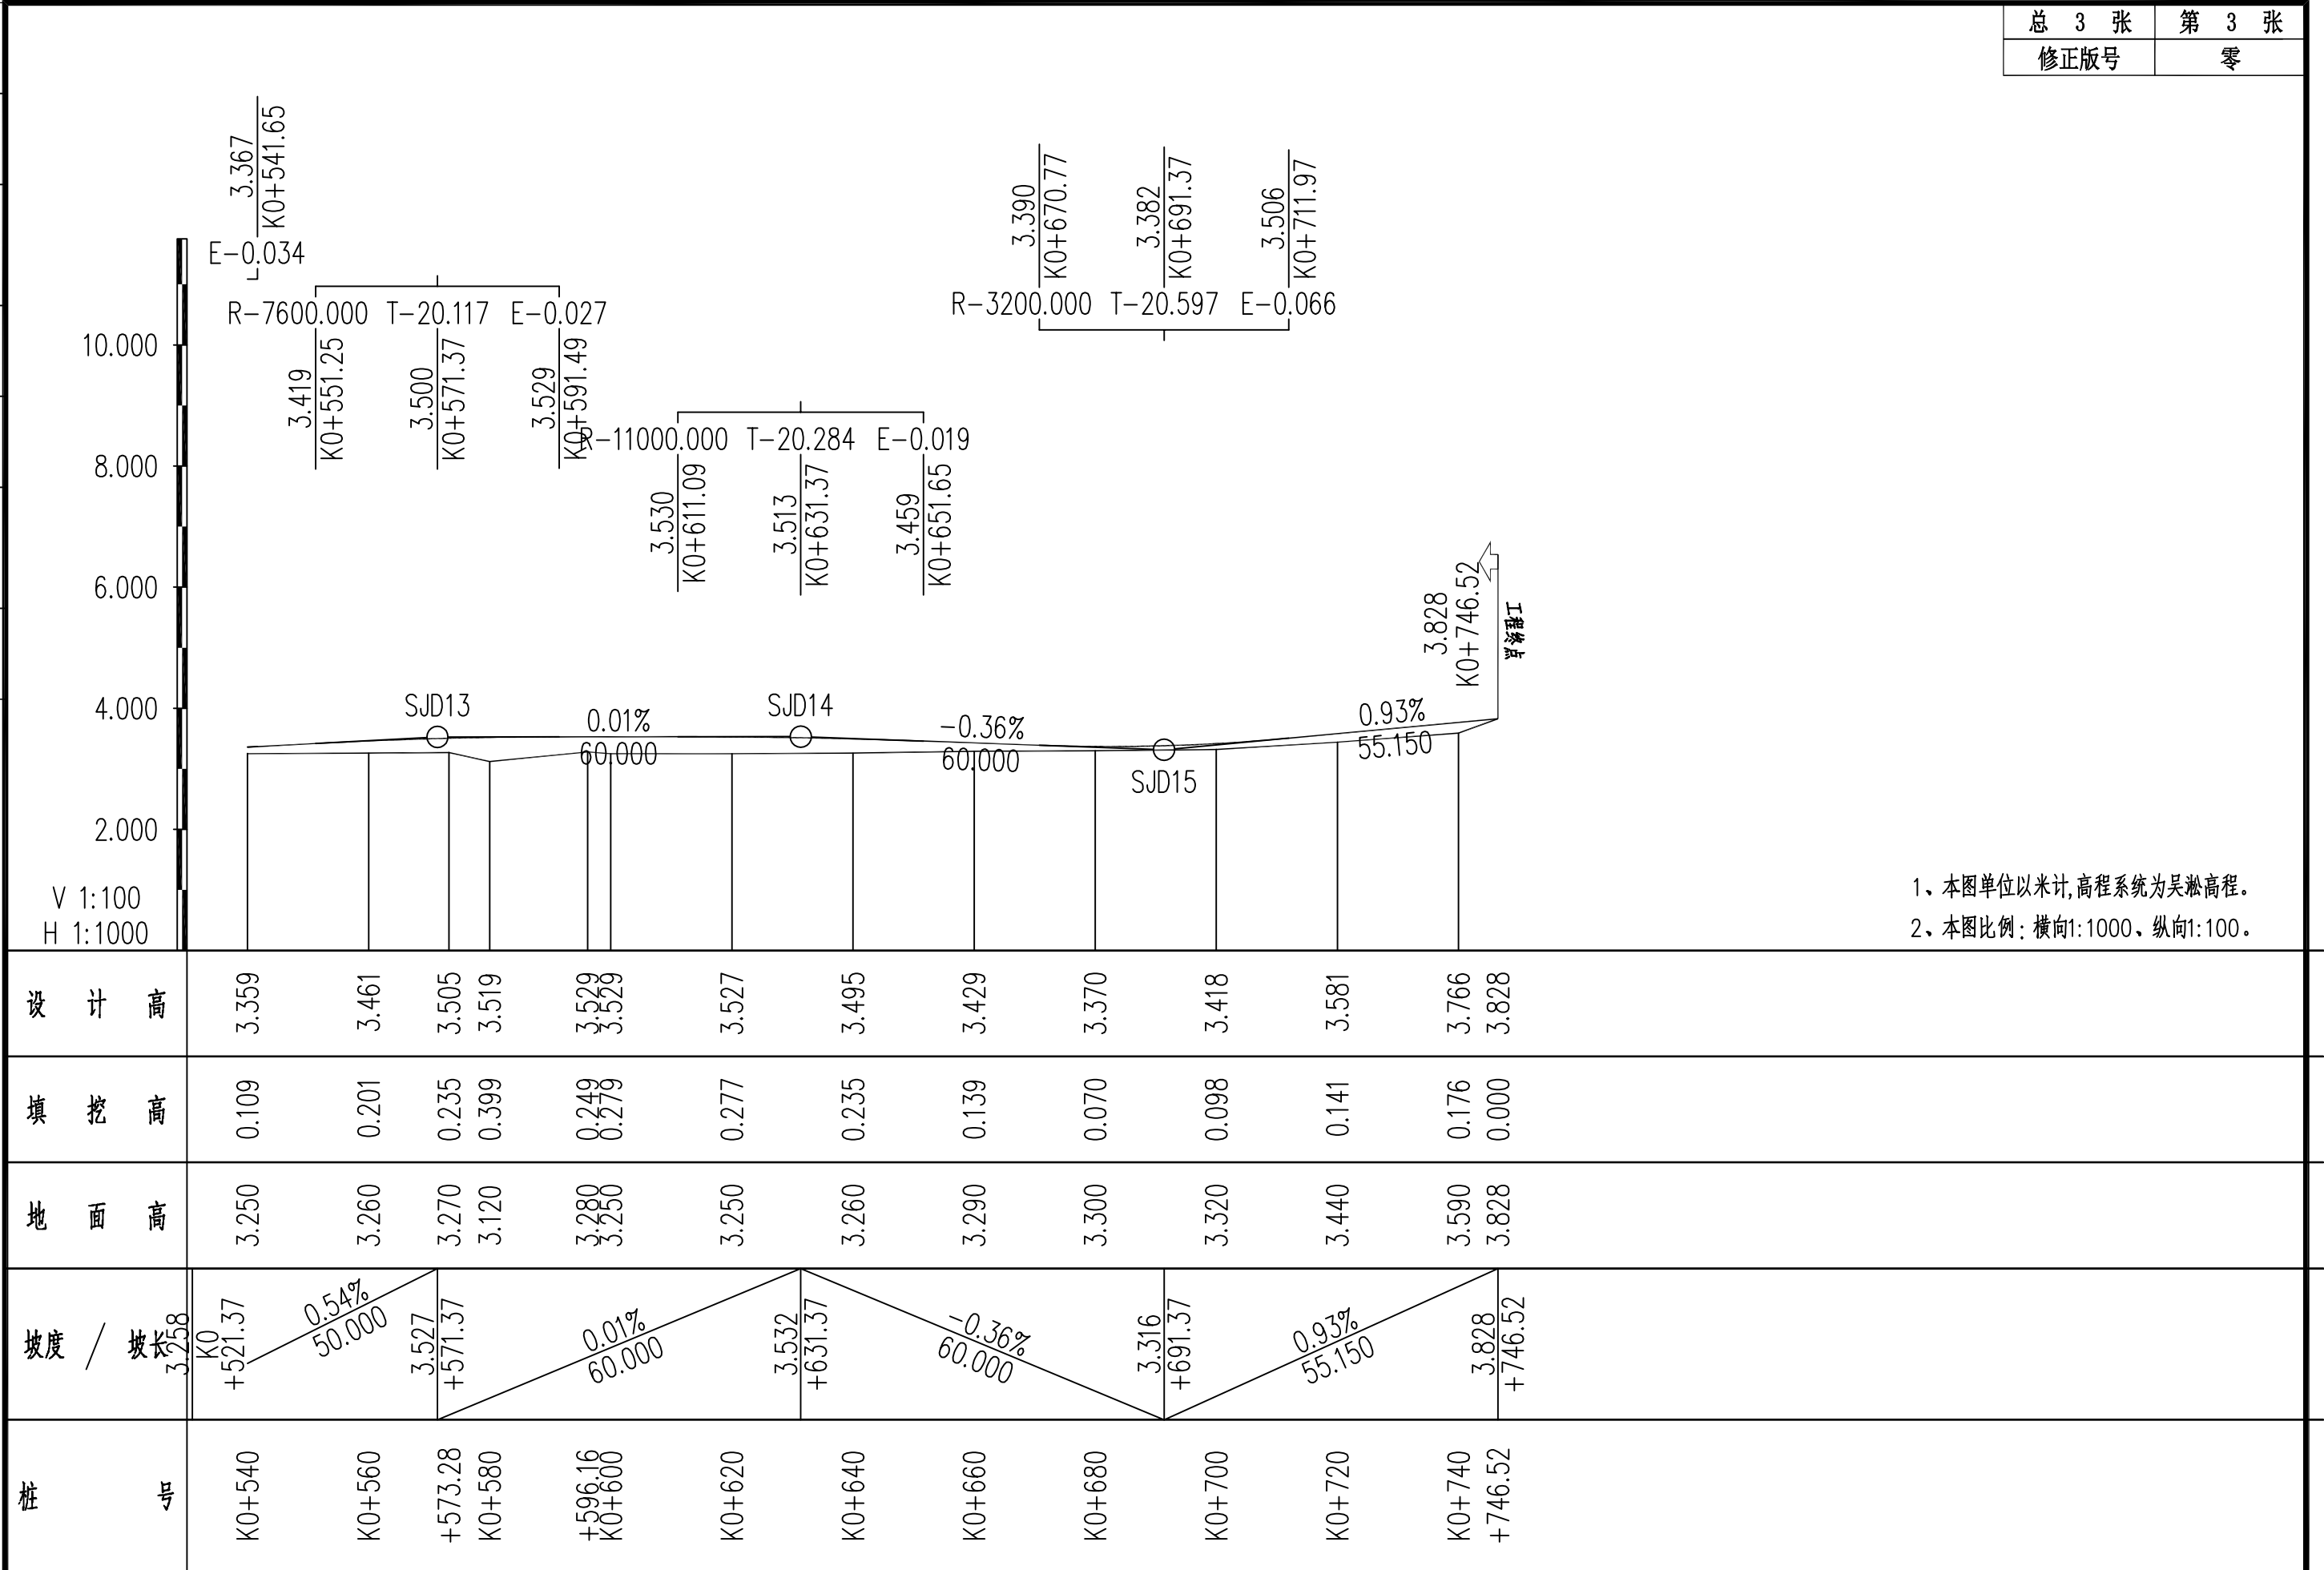 总 3 张 第 3 张
修正版号 零
3.367
K0+541.65
E-0.034
R-7600.000 T-20.117 E-0.027
3.419
K0+551.25
3.500
K0+571.37
3.529
K0+591.49
R-11000.000 T-20.284 E-0.019
3.530
K0+611.09
3.513
K0+631.37
3.459
K0+651.65
3.390
K0+670.77
3.382
K0+691.37
3.506
K0+711.97
R-3200.000 T-20.597 E-0.066
3.828
K0+746.52
工程终点
10.000
8.000
6.000
4.000
2.000
V 1:100
H 1:1000
SJD13
0.01%
60.000
SJD14
-0.36%
60.000
SJD15
0.93%
55.150
1、本图单位以米计,高程系统为吴淞高程。
2、本图比例：横向1:1000、纵向1:100。
设 计 高 3.359 3.461 3.505 3.519 3.529 3.529 3.527 3.495 3.429 3.370 3.418 3.581 3.766 3.828
填 挖 高 0.109 0.201 0.235 0.399 0.249 0.279 0.277 0.235 0.139 0.070 0.098 0.141 0.176 0.000
地 面 高 3.250 3.260 3.270 3.120 3.280 3.250 3.250 3.260 3.290 3.300 3.320 3.440 3.590 3.828
坡度 / 坡长
3.258
K0
+521.37
0.54%
50.000
3.527
+571.37
0.01%
60.000
3.532
+631.37
-0.36%
60.000
3.316
+691.37
0.93%
55.150
3.828
+746.52
桩 号 K0+540 K0+560 +573.28 K0+580 +596.16 K0+600 K0+620 K0+640 K0+660 K0+680 K0+700 K0+720 K0+740 +746.52